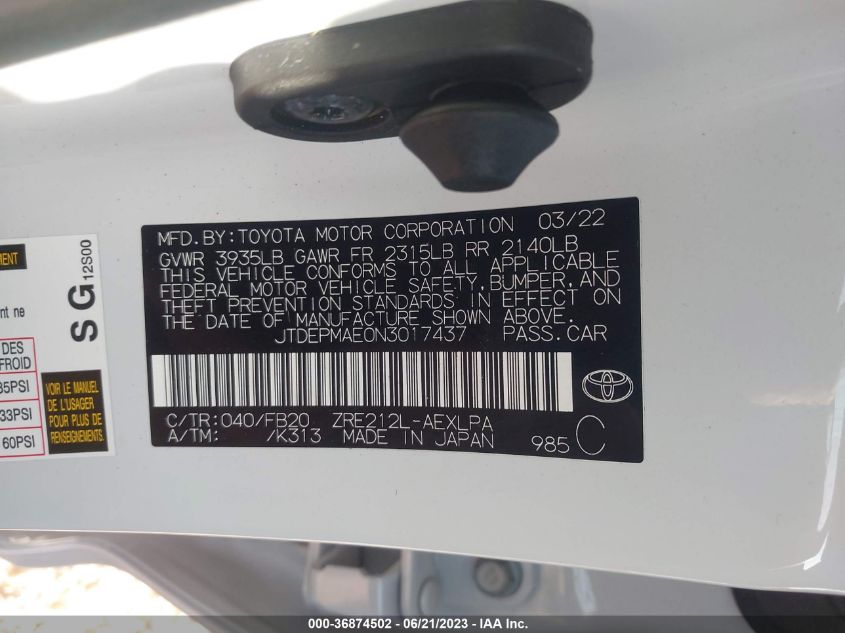 MFD. BY: TOYOTA MOTOR CORPORATION 03/22
GVWR 3935LB GAWR FR 2315LB RR 2140LB
THIS VEHICLE CONFORMS TO ALL APPLICABLE
FEDERAL MOTOR VEHICLE SAFETY, BUMPER, AND
THEFT PREVENTION STANDARDS IN EFFECT ON
THE DATE OF MANUFACTURE SHOWN ABOVE.
JTDEPMAE0N3017437 PASS. CAR
C/TR: 040/FB20 ZRE212L-AEXLPA
A/TM: /K313 MADE IN JAPAN
985 C
SG 12S00
nt ne
DES
FROID
35PSI
33PSI
60PSI
VOIR LE MANUEL
DE L'USAGER
POUR PLUS DE
RENSEIGNEMENTS.
000-36874502 - 06/21/2023 - IAA Inc.